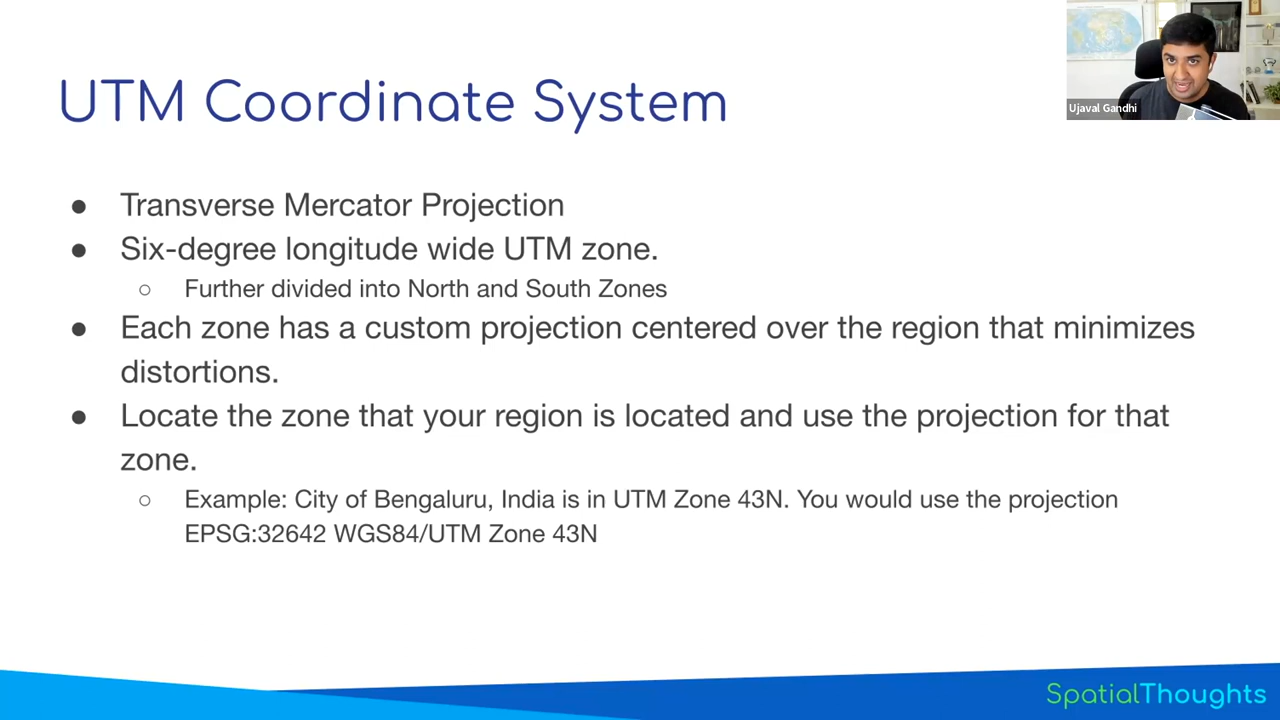 UTM Coordinate System
Ujaval Gandhi
● Transverse Mercator Projection
● Six-degree longitude wide UTM zone.
○ Further divided into North and South Zones
● Each zone has a custom projection centered over the region that minimizes
distortions.
● Locate the zone that your region is located and use the projection for that
zone.
○ Example: City of Bengaluru, India is in UTM Zone 43N. You would use the projection
EPSG:32642 WGS84/UTM Zone 43N
SpatialThoughts